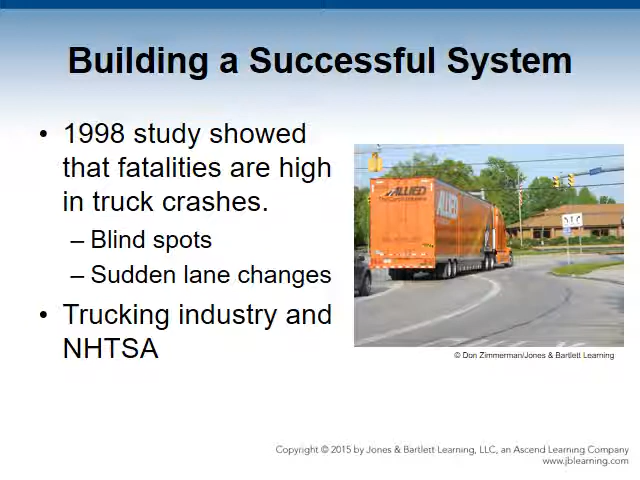 Building a Successful System
• 1998 study showed
that fatalities are high
in truck crashes.
– Blind spots
– Sudden lane changes
• Trucking industry and
NHTSA
ALLIED
ALLIED
© Don Zimmerman/Jones & Bartlett Learning
Copyright © 2015 by Jones & Bartlett Learning, LLC, an Ascend Learning Company
www.jblearning.com